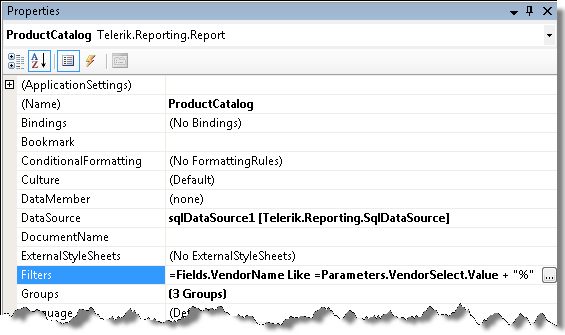 Properties
ProductCatalog Telerik.Reporting.Report
(ApplicationSettings)
(Name) ProductCatalog
Bindings (No Bindings)
Bookmark
ConditionalFormatting (No FormattingRules)
Culture (Default)
DataMember (none)
DataSource sqlDataSource1 [Telerik.Reporting.SqlDataSource]
DocumentName
ExternalStyleSheets (No ExternalStyleSheets)
Filters =Fields.VendorName Like =Parameters.VendorSelect.Value + "%" ...
Groups (3 Groups)